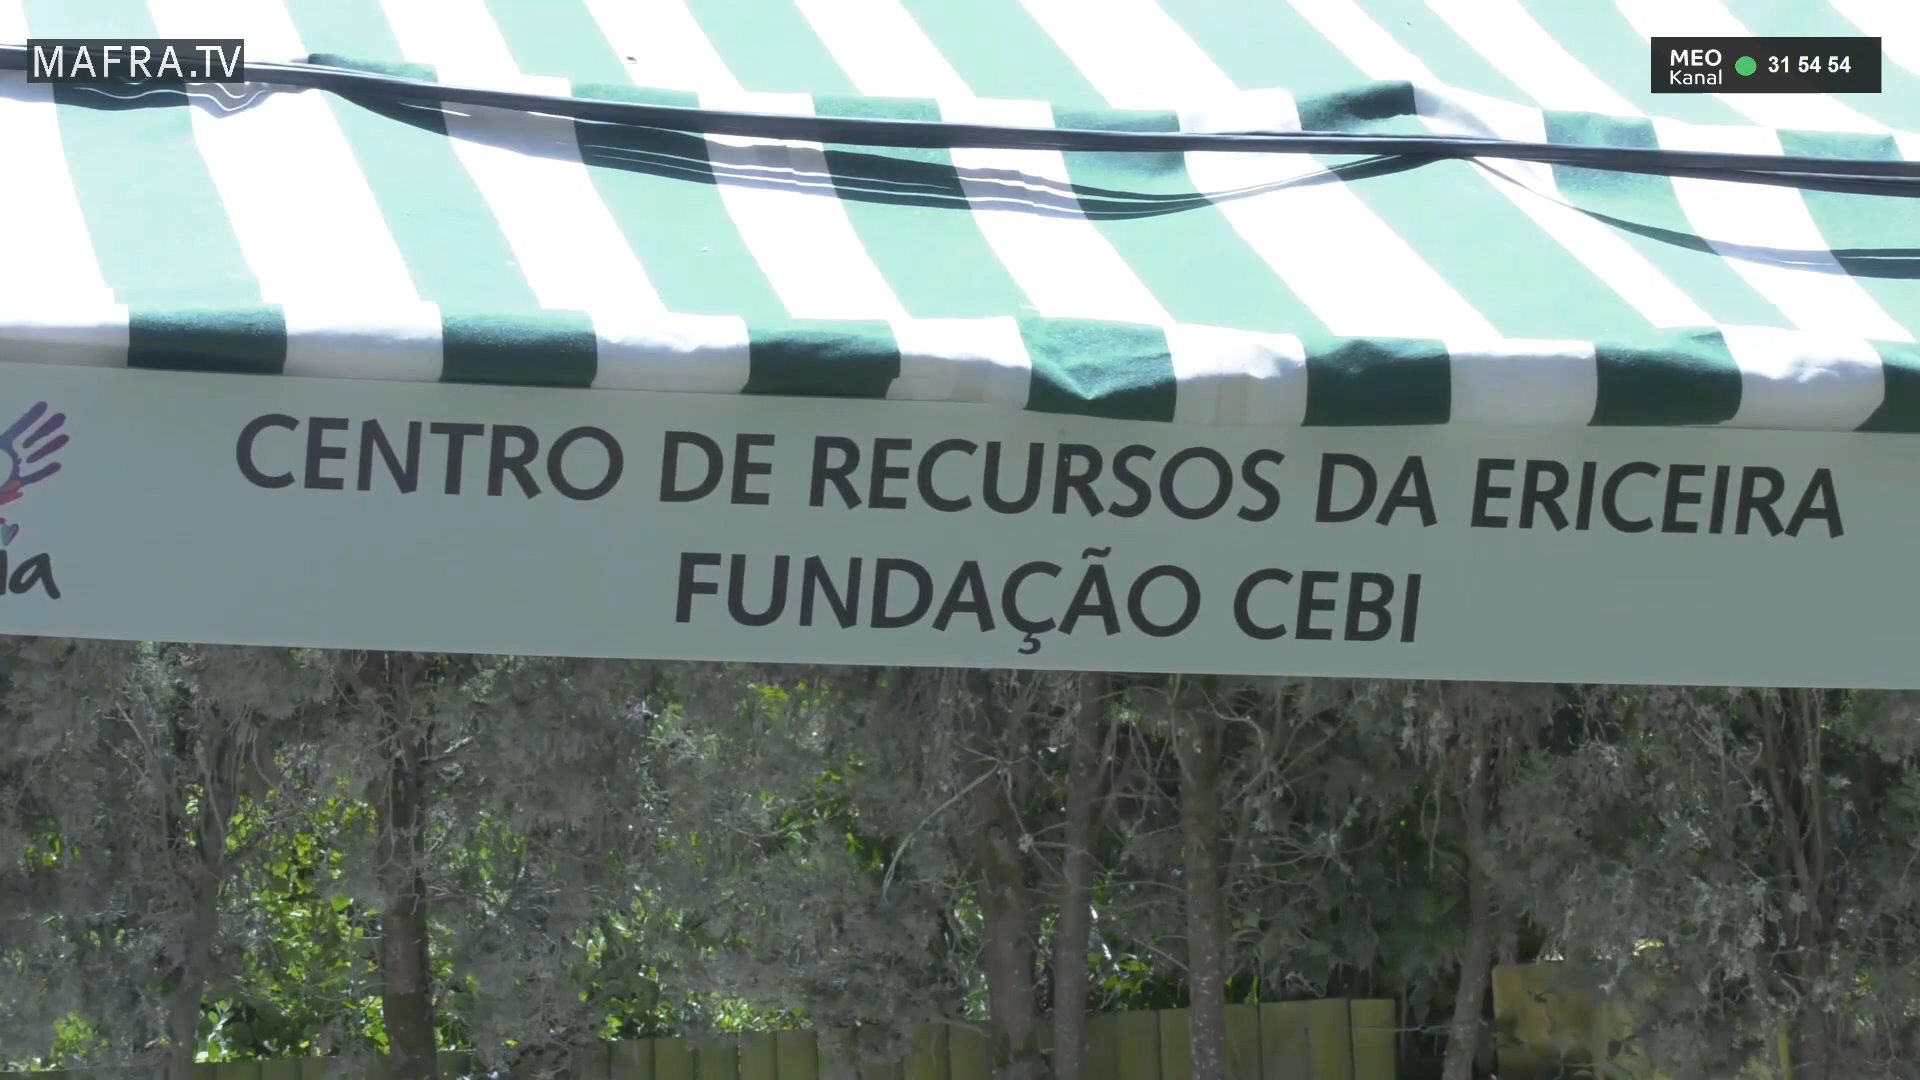 MAFRA.TV
MEO
Kanal
31 54 54
CENTRO DE RECURSOS DA ERICEIRA
FUNDAÇÃO CEBI